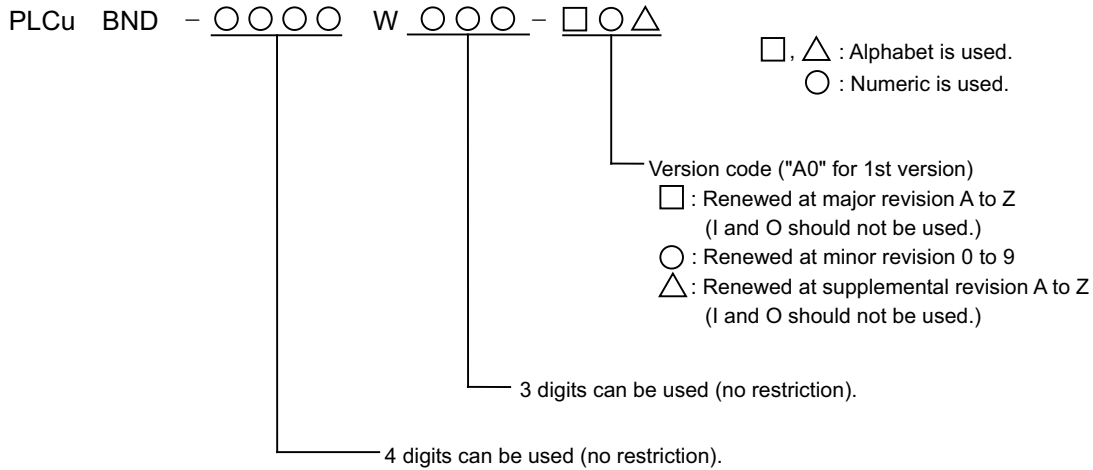 PLCu BND – ○○○○ W ○○○ – □○△
□, △ : Alphabet is used.
○ : Numeric is used.
Version code ("A0" for 1st version)
□ : Renewed at major revision A to Z
(I and O should not be used.)
○ : Renewed at minor revision 0 to 9
△ : Renewed at supplemental revision A to Z
(I and O should not be used.)
3 digits can be used (no restriction).
4 digits can be used (no restriction).